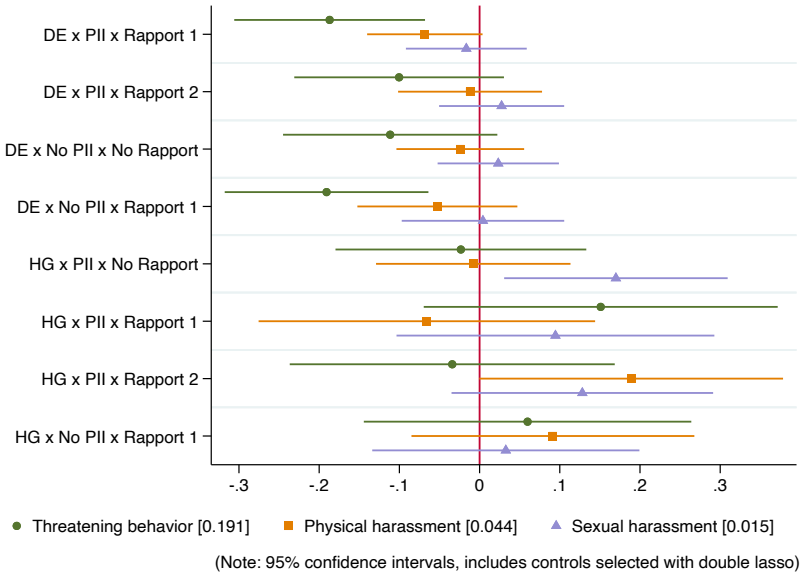 DE x PII x Rapport 1
DE x PII x Rapport 2
DE x No PII x No Rapport
DE x No PII x Rapport 1
HG x PII x No Rapport
HG x PII x Rapport 1
HG x PII x Rapport 2
HG x No PII x Rapport 1
-.3 -.2 -.1 0 .1 .2 .3
Threatening behavior [0.191] Physical harassment [0.044] Sexual harassment [0.015]
(Note: 95% confidence intervals, includes controls selected with double lasso)